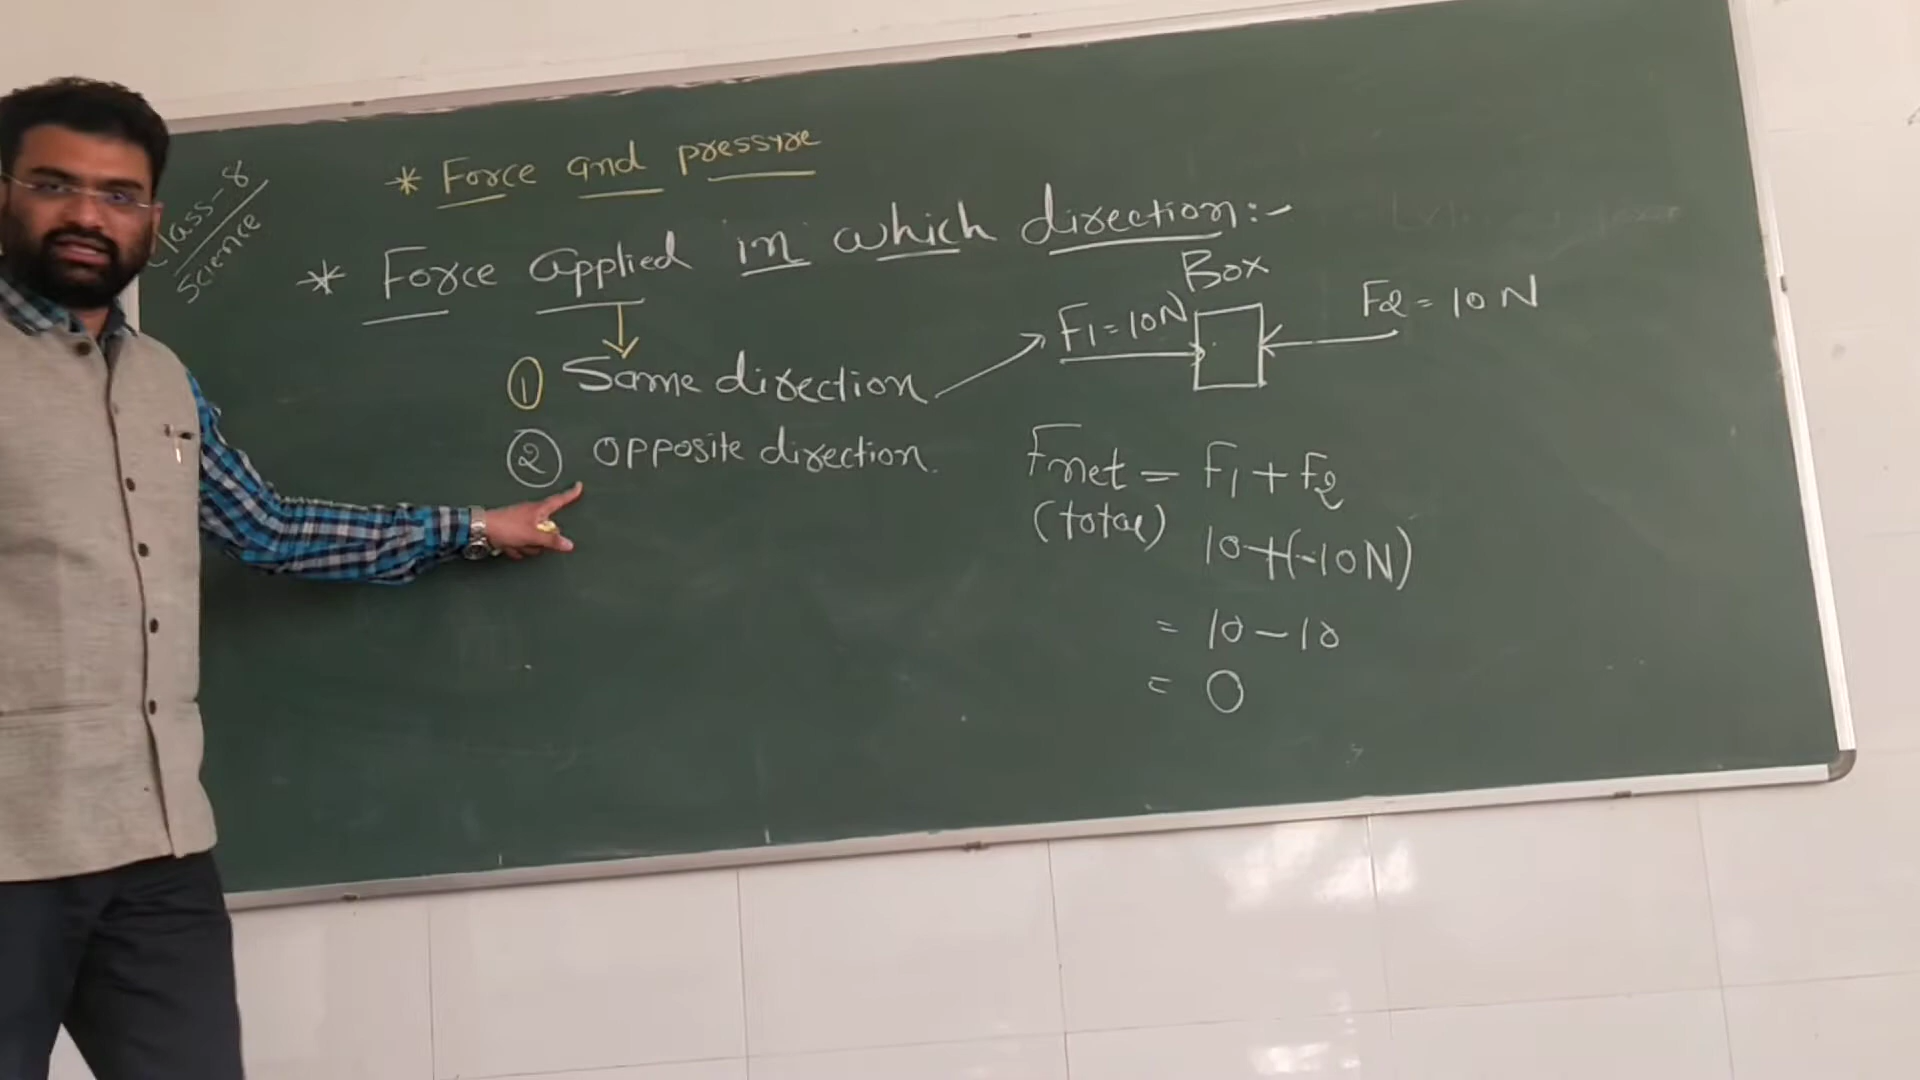 Class-8
Science
* Force and pressure
* Force applied in which direction:-
① Same direction
② opposite direction.
Box
F1=10N
F2 = 10 N
Fnet = F1+F2
(total)
10+(-10N)
= 10-10
= 0